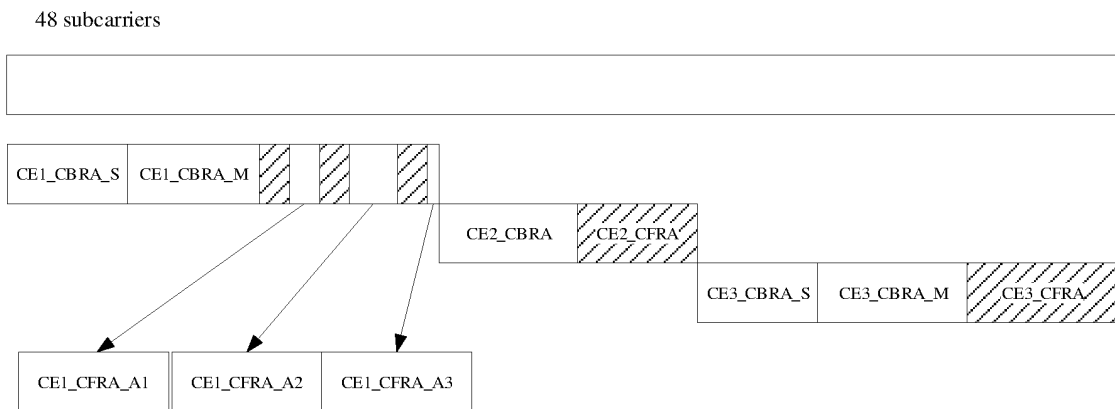 48 subcarriers
CE1_CBRA_S CE1_CBRA_M
CE2_CBRA CE2_CFRA
CE3_CBRA_S CE3_CBRA_M CE3_CFRA
CE1_CFRA_A1 CE1_CFRA_A2 CE1_CFRA_A3